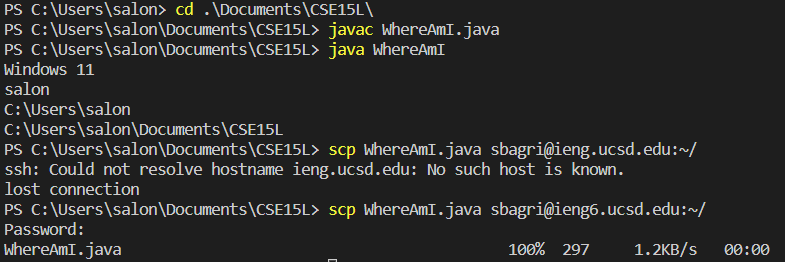 PS C:\Users\salon> cd .\Documents\CSE15L\
PS C:\Users\salon\Documents\CSE15L> javac WhereAmI.java
PS C:\Users\salon\Documents\CSE15L> java WhereAmI
Windows 11
salon
C:\Users\salon
C:\Users\salon\Documents\CSE15L
PS C:\Users\salon\Documents\CSE15L> scp WhereAmI.java sbagri@ieng.ucsd.edu:~/
ssh: Could not resolve hostname ieng.ucsd.edu: No such host is known.
lost connection
PS C:\Users\salon\Documents\CSE15L> scp WhereAmI.java sbagri@ieng6.ucsd.edu:~/
Password:
WhereAmI.java 100% 297 1.2KB/s 00:00